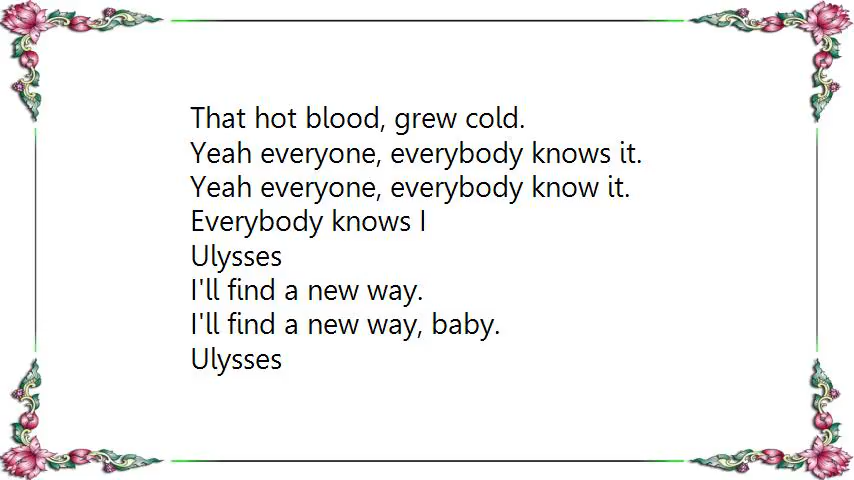 That hot blood, grew cold.
Yeah everyone, everybody knows it.
Yeah everyone, everybody know it.
Everybody knows I
Ulysses
I'll find a new way.
I'll find a new way, baby.
Ulysses